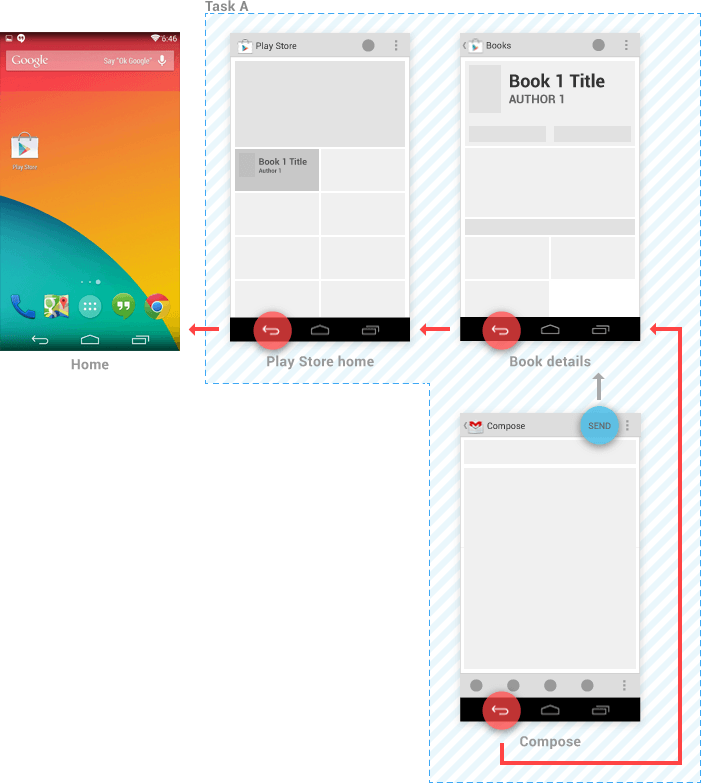 Task A
6:46
Google
Say "Ok Google"
Play Store
Home
Play Store
Book 1 Title
Author 1
Play Store home
Books
Book 1 Title
AUTHOR 1
Book details
Compose
SEND
Compose